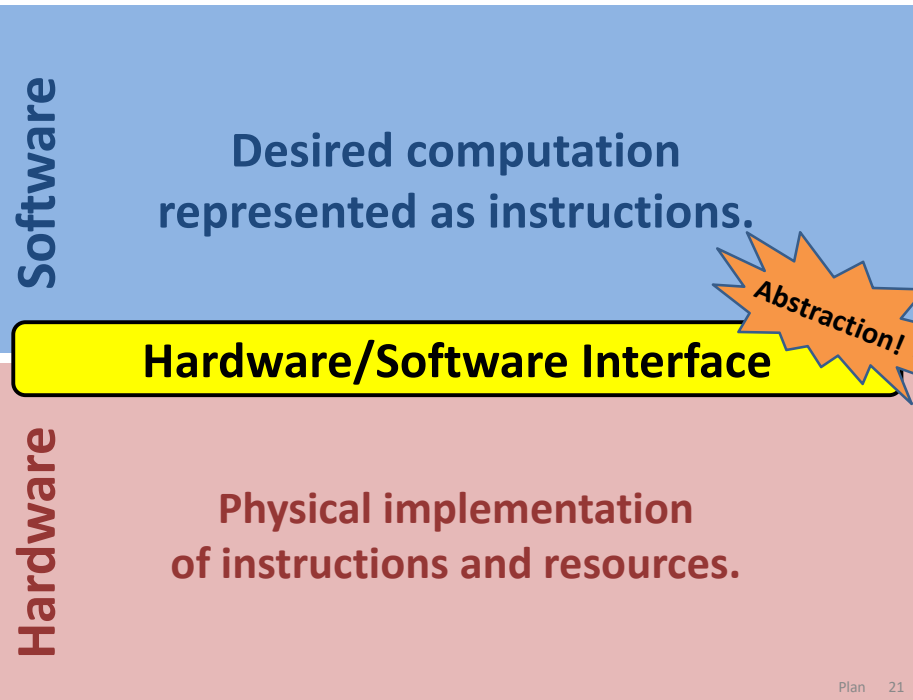 Software
Desired computation
represented as instructions.
Abstraction!
Hardware/Software Interface
Hardware
Physical implementation
of instructions and resources.
Plan 21